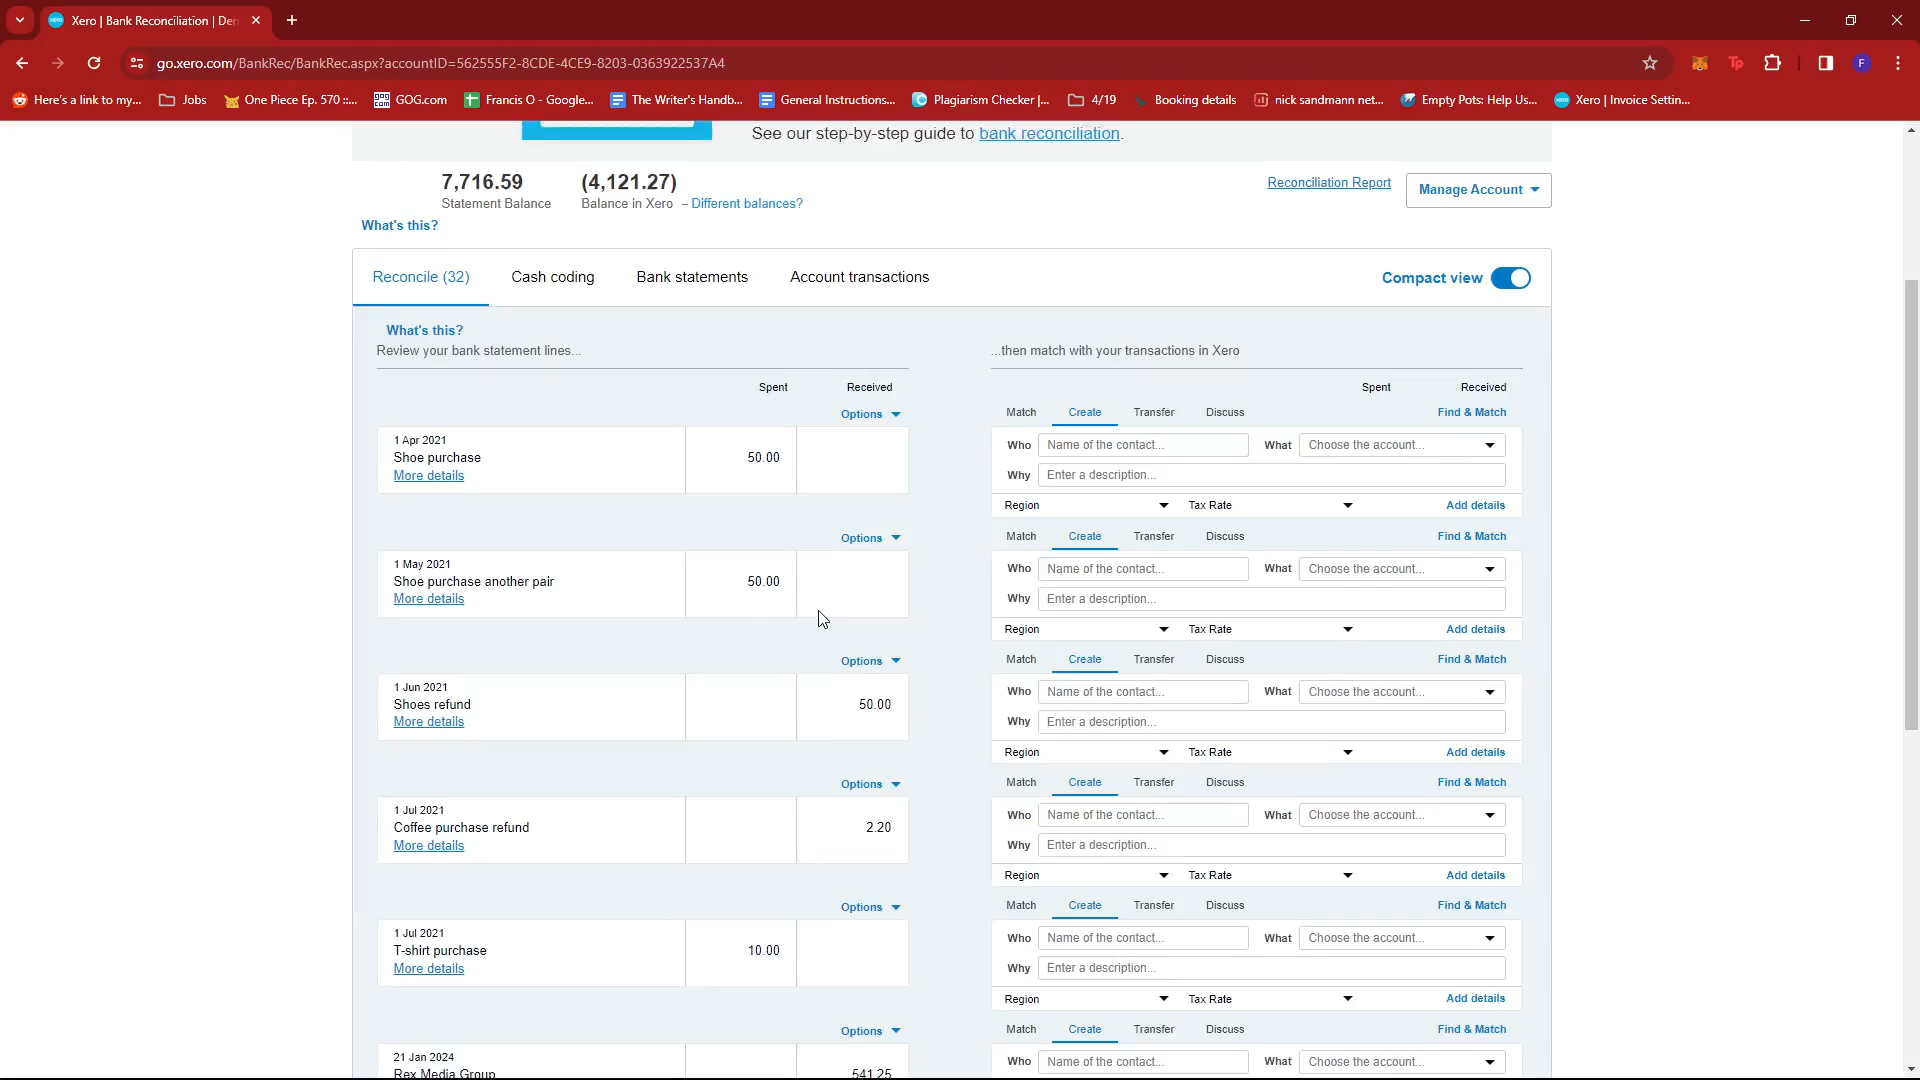 Xero | Bank Reconciliation | Den
go.xero.com/BankRec/BankRec.aspx?accountID=562555F2-8CDE-4CE9-8203-0363922537A4
Here's a link to my... Jobs One Piece Ep. 570 ::... GOG.com Francis O - Google... The Writer's Handb... General Instructions... Plagiarism Checker |... 4/19 Booking details nick sandmann net... Empty Pots: Help Us... Xero | Invoice Settin...
See our step-by-step guide to bank reconciliation.
7,716.59 (4,121.27)
Statement Balance Balance in Xero – Different balances?
Reconciliation Report Manage Account
What's this?
Reconcile (32) Cash coding Bank statements Account transactions Compact view
What's this?
Review your bank statement lines... ...then match with your transactions in Xero
Spent Received Spent Received
Options Match Create Transfer Discuss Find & Match
1 Apr 2021
Shoe purchase 50.00
More details
Who Name of the contact... What Choose the account...
Why Enter a description...
Region Tax Rate Add details
Options Match Create Transfer Discuss Find & Match
1 May 2021
Shoe purchase another pair 50.00
More details
Who Name of the contact... What Choose the account...
Why Enter a description...
Region Tax Rate Add details
Options Match Create Transfer Discuss Find & Match
1 Jun 2021
Shoes refund 50.00
More details
Who Name of the contact... What Choose the account...
Why Enter a description...
Region Tax Rate Add details
Options Match Create Transfer Discuss Find & Match
1 Jul 2021
Coffee purchase refund 2.20
More details
Who Name of the contact... What Choose the account...
Why Enter a description...
Region Tax Rate Add details
Options Match Create Transfer Discuss Find & Match
1 Jul 2021
T-shirt purchase 10.00
More details
Who Name of the contact... What Choose the account...
Why Enter a description...
Region Tax Rate Add details
Options Match Create Transfer Discuss Find & Match
21 Jan 2024
Rex Media Group 541.25
Who Name of the contact... What Choose the account...